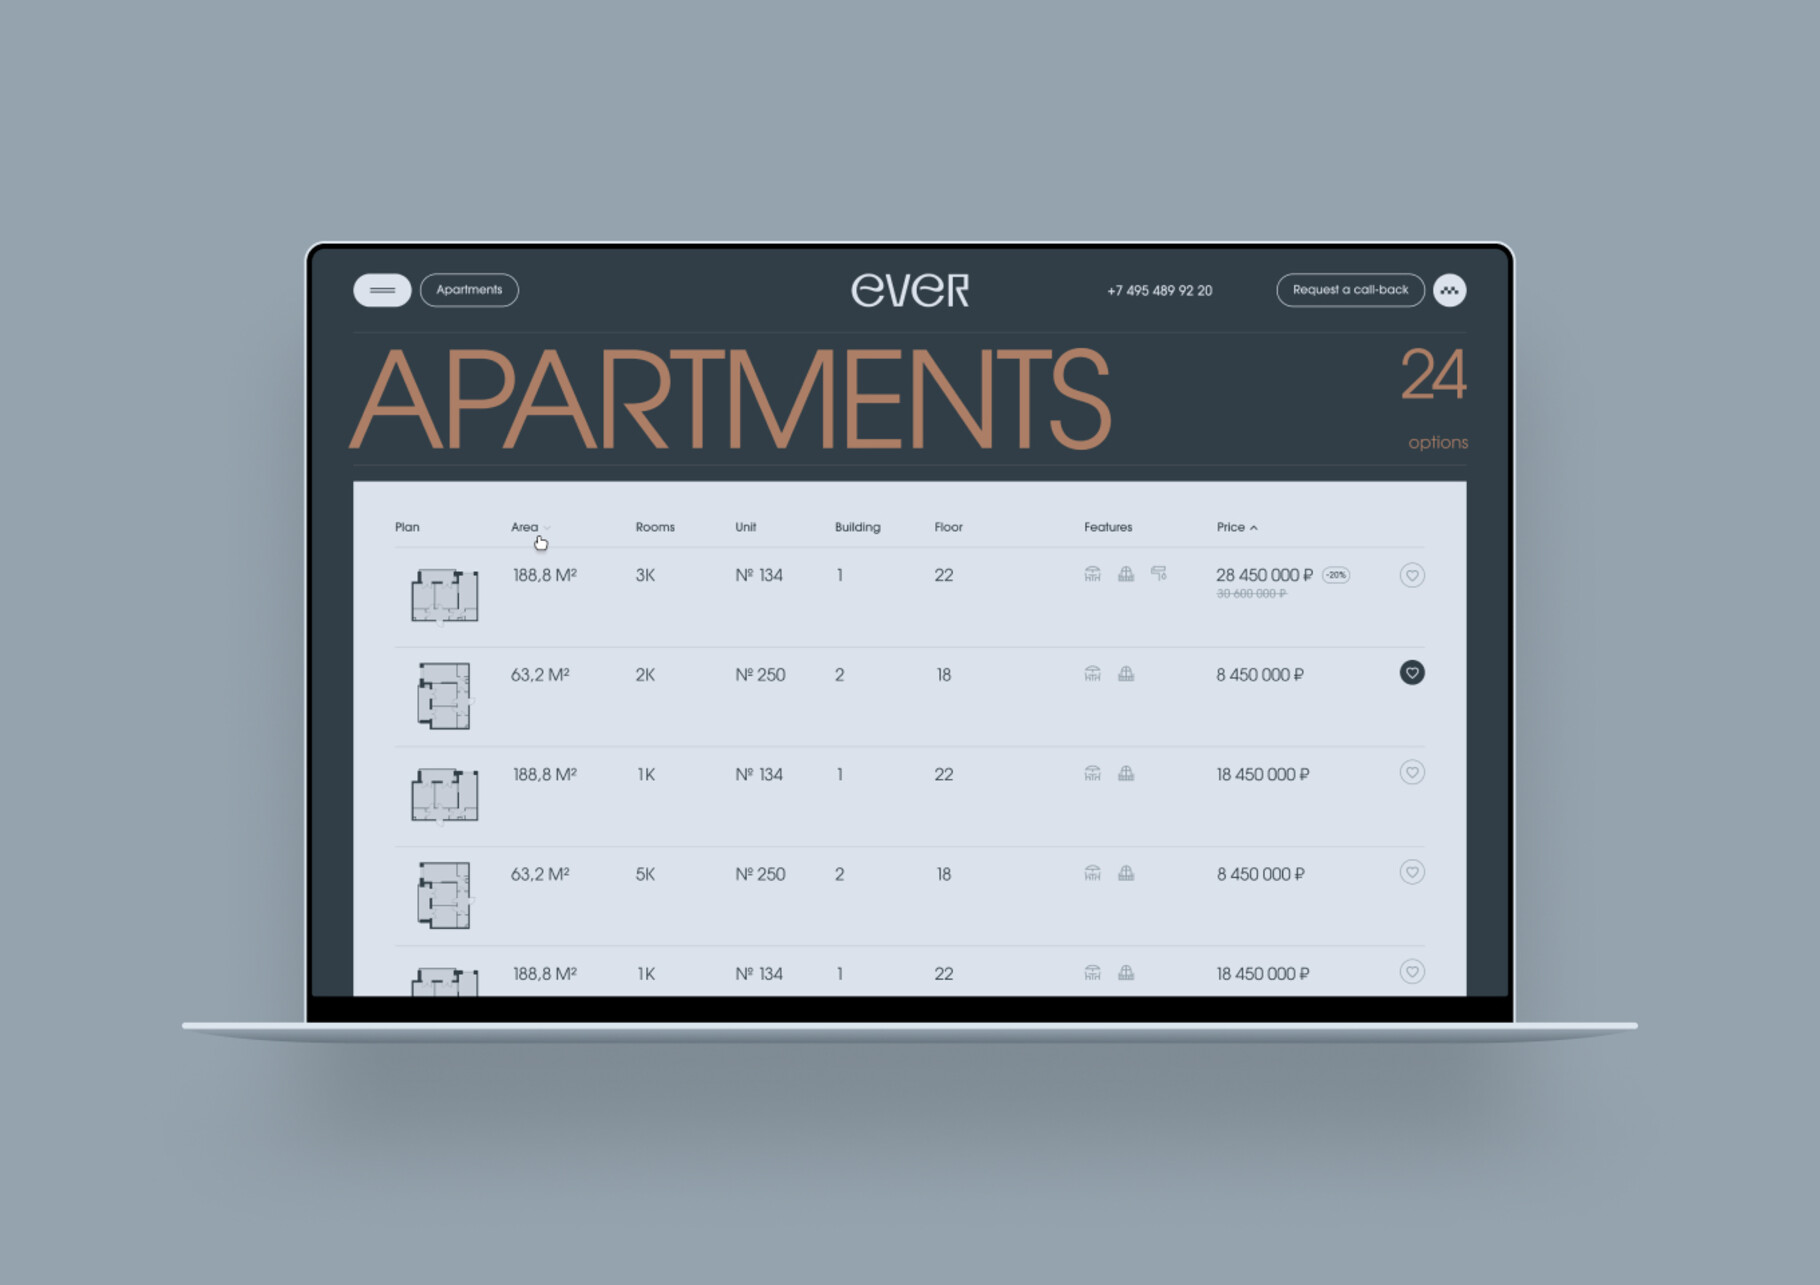 Apartments
eveR
+7 495 489 92 20
Request a call-back
APARTMENTS
24
options
Plan Area Rooms Unit Building Floor Features Price
188,8 M² 3K № 134 1 22 28 450 000 ₽ -20%
30 600 000 ₽
63,2 M² 2K № 250 2 18 8 450 000 ₽
188,8 M² 1K № 134 1 22 18 450 000 ₽
63,2 M² 5K № 250 2 18 8 450 000 ₽
188,8 M² 1K № 134 1 22 18 450 000 ₽